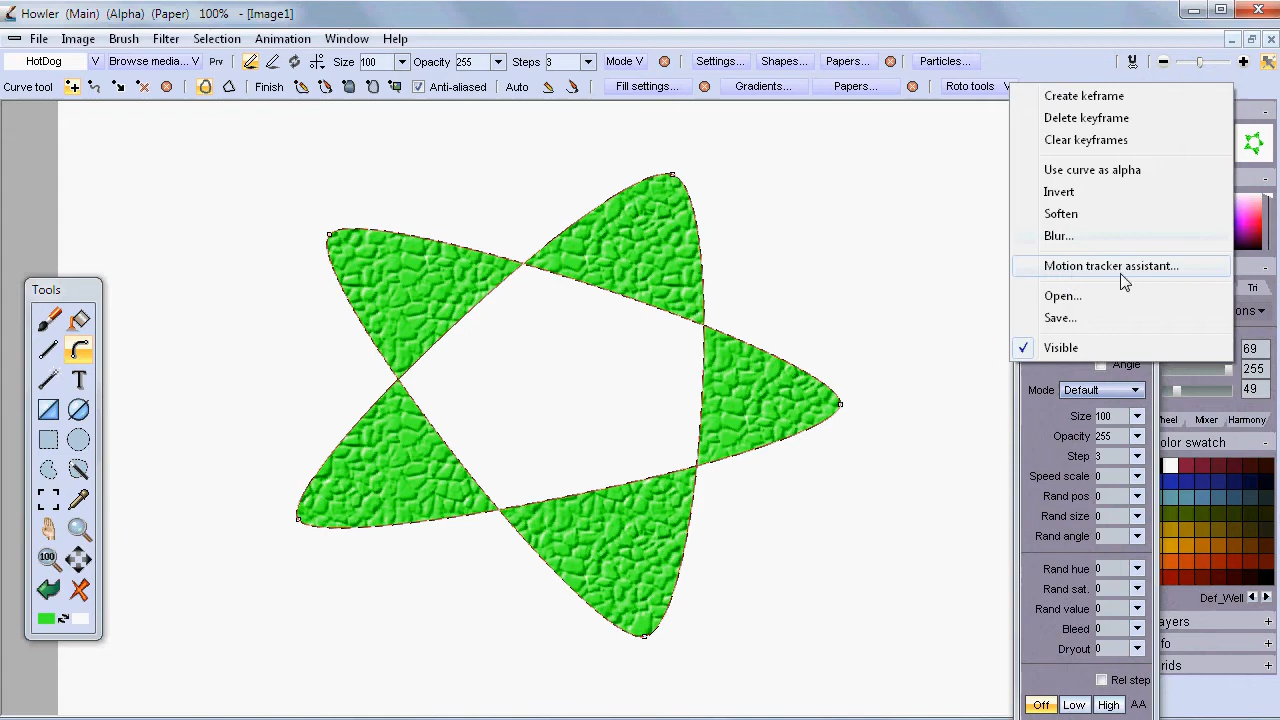 Howler (Main) (Alpha) (Paper) 100% - [Image1]
File Image Brush Filter Selection Animation Window Help
HotDog V Browse media... V Prv Size 100 Opacity 255 Steps 3 Mode V Settings... Shapes... Papers... Particles...
Curve tool Finish Anti-aliased Auto Fill settings... Gradients... Papers... Roto tools
Create keframe
Delete keyframe
Clear keyframes
Use curve as alpha
Invert
Soften
Blur...
Motion tracker assistant...
Open...
Save...
Visible
Tools
T
100
Tri
69
255
49
Angle
Mode Default
Size 100
Opacity 255
Step 3
Speed scale 0
Rand pos 0
Rand size 0
Rand angle 0
Rand hue 0
Rand sat. 0
Rand value 0
Bleed 0
Dryout 0
Rel step
Off Low High AA
heel Mixer Harmony
olor swatch
Def_Well
ayers
fo
rids